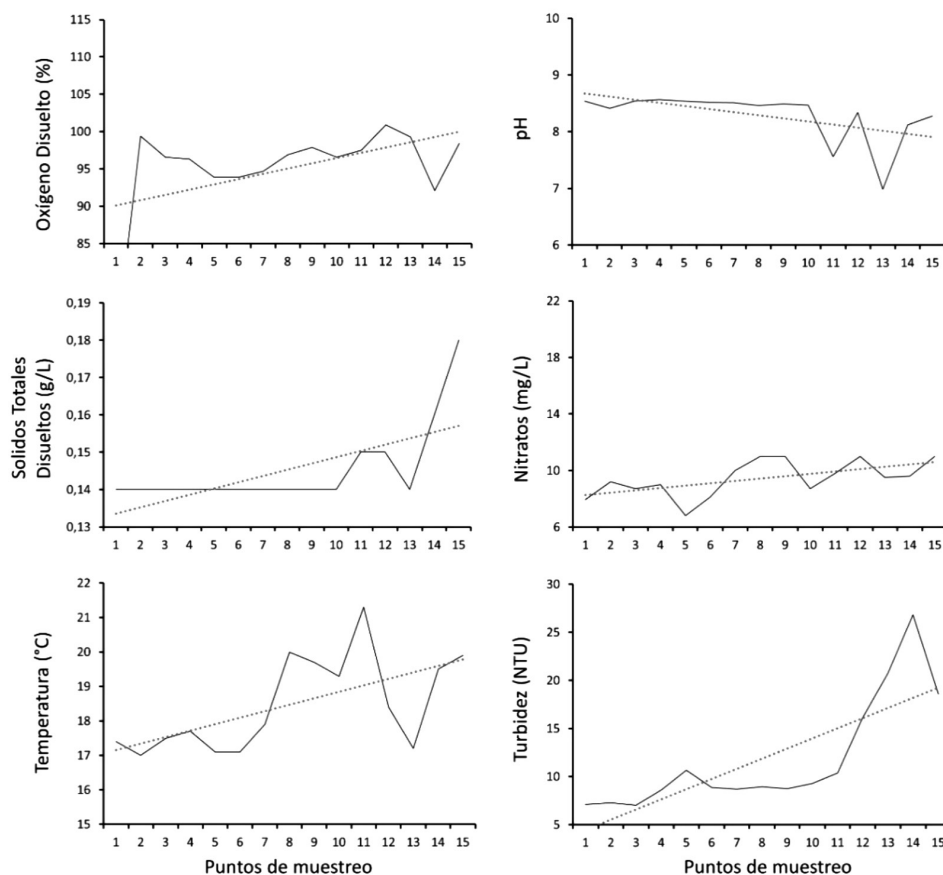 Oxígeno Disuelto (%)
115
110
105
100
95
90
85
1 2 3 4 5 6 7 8 9 10 11 12 13 14 15
pH
10
9
8
7
6
1 2 3 4 5 6 7 8 9 10 11 12 13 14 15
Solidos Totales
Disueltos (g/L)
0,19
0,18
0,16
0,15
0,14
0,13
1 2 3 4 5 6 7 8 9 10 11 12 13 14 15
Nitratos (mg/L)
22
18
14
10
6
1 2 3 4 5 6 7 8 9 10 11 12 13 14 15
Temperatura (°C)
22
21
20
19
18
17
16
15
1 2 3 4 5 6 7 8 9 10 11 12 13 14 15
Puntos de muestreo
Turbidez (NTU)
30
25
20
15
10
5
1 2 3 4 5 6 7 8 9 10 11 12 13 14 15
Puntos de muestreo